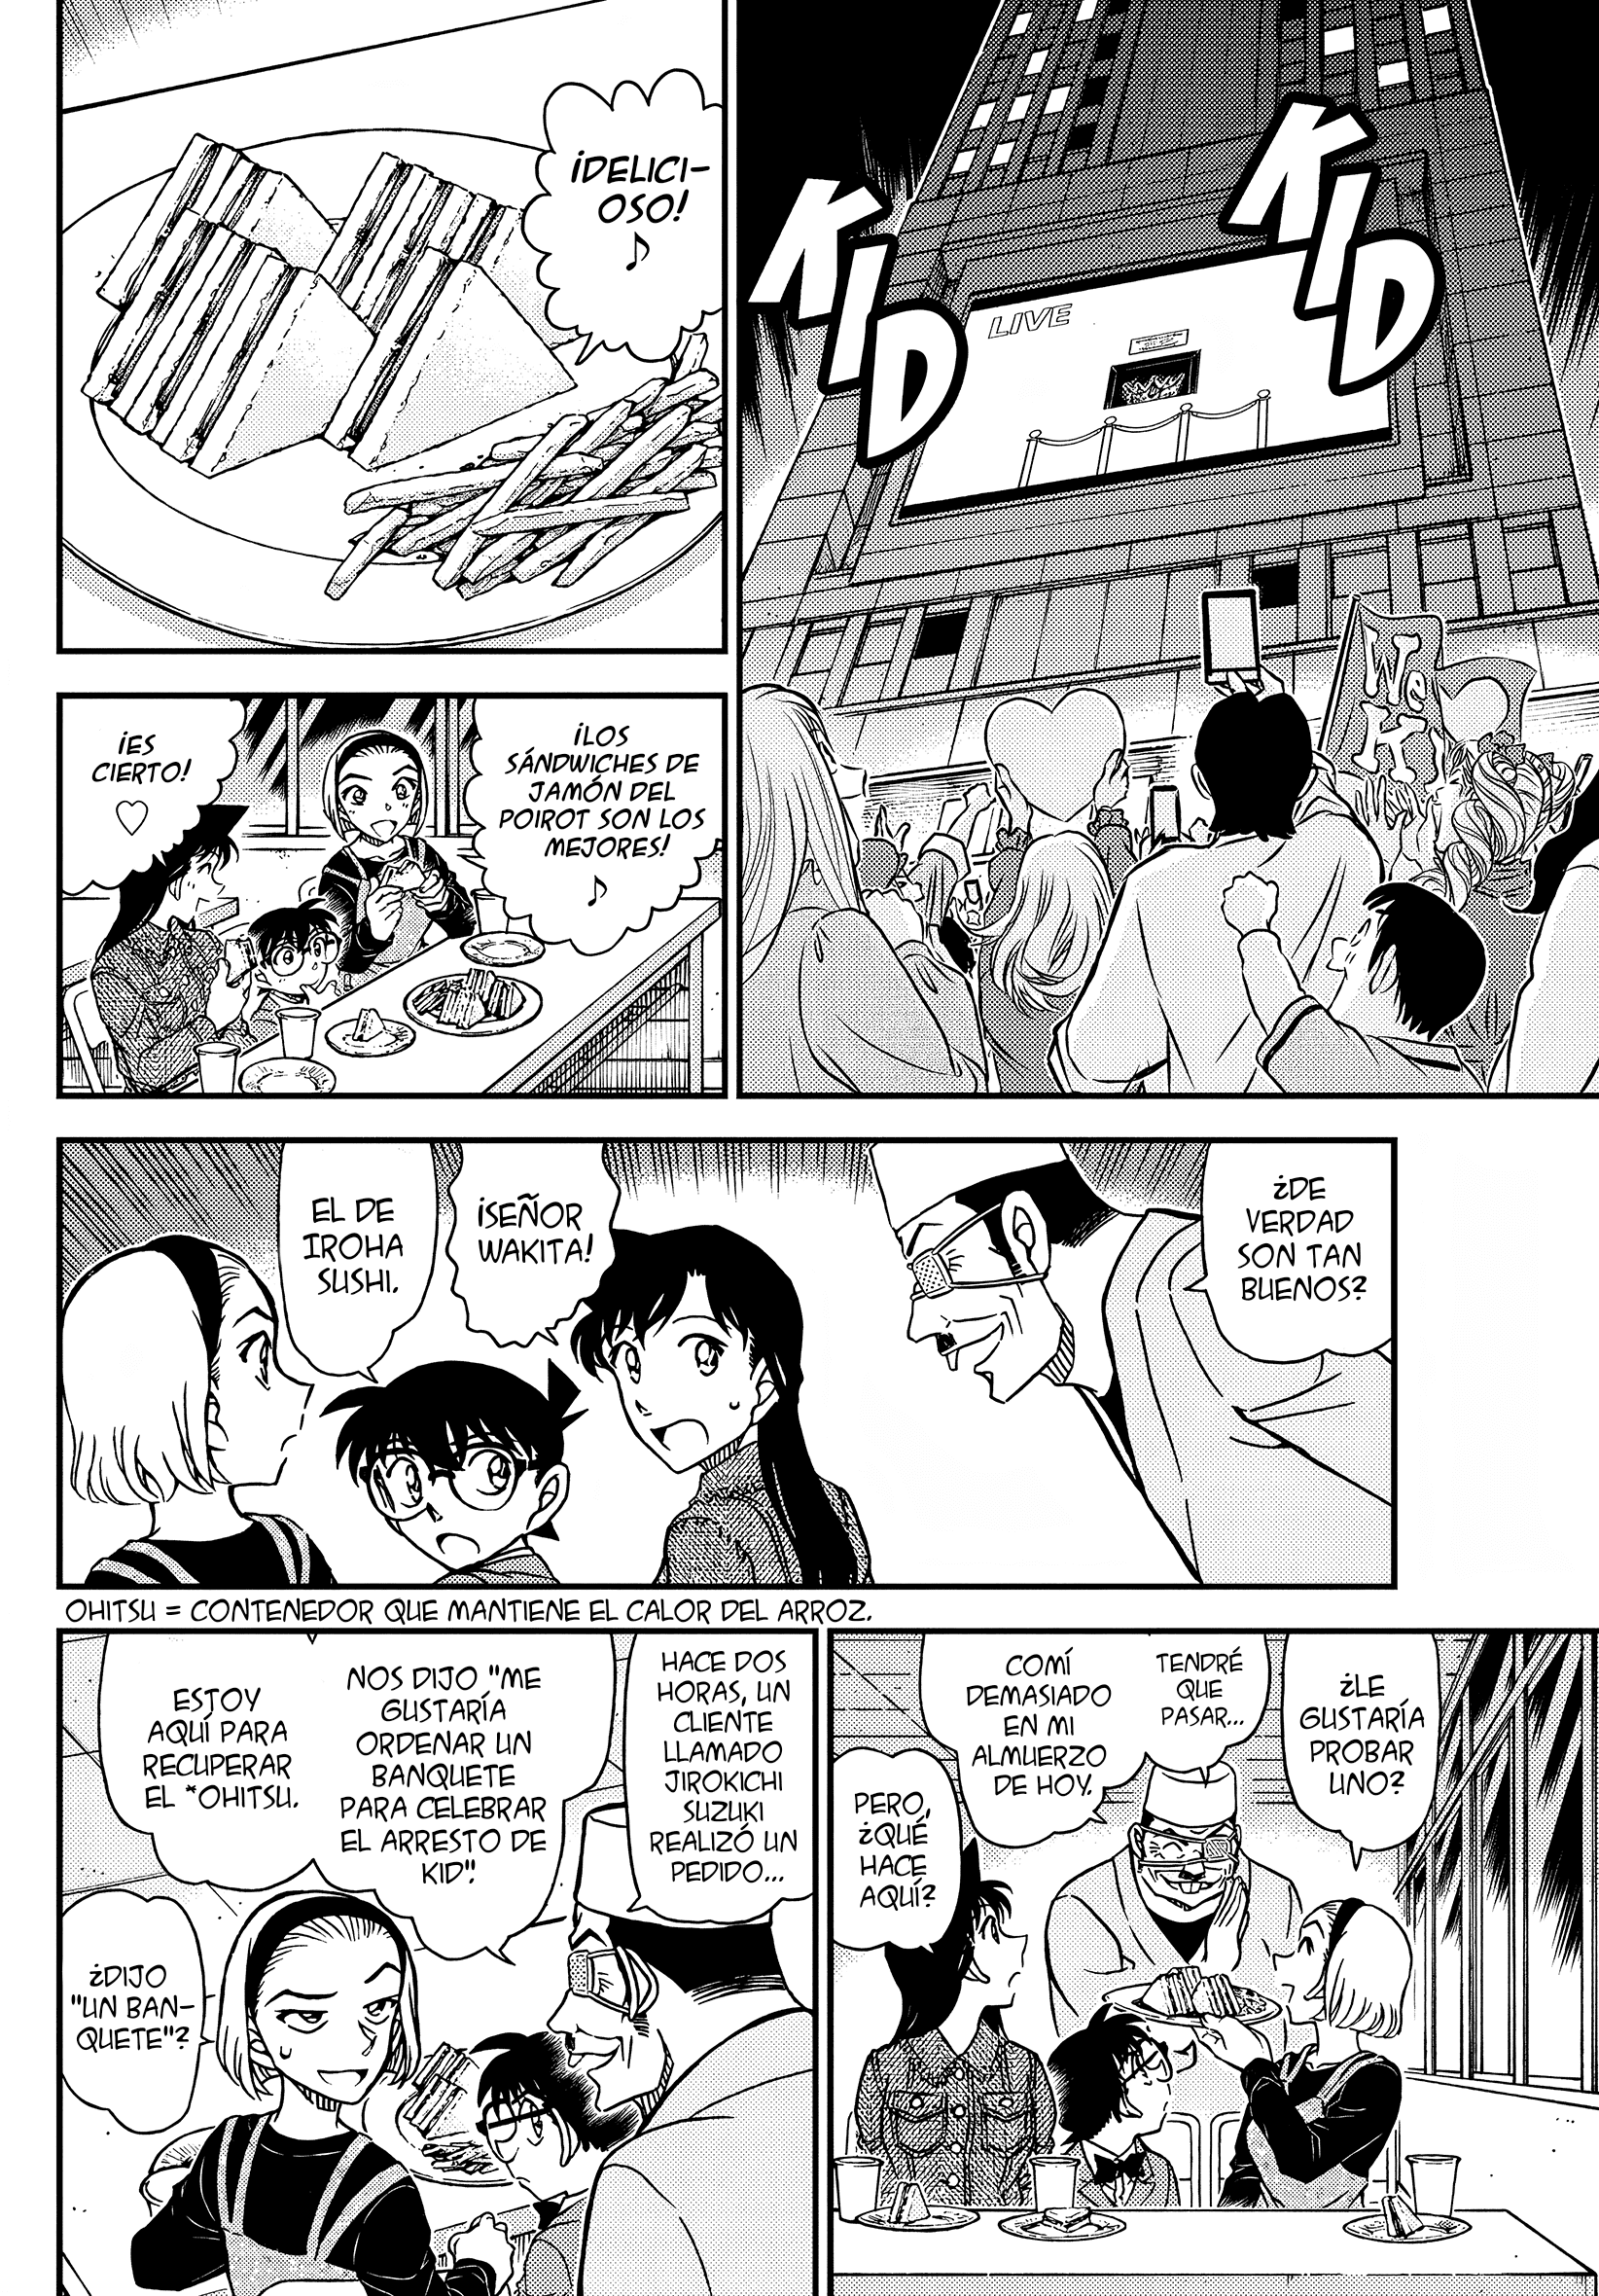 KID
KID
LIVE
We
¡DELICI-
OSO!
¡LOS
SÁNDWICHES DE
JAMÓN DEL
POIROT SON LOS
MEJORES!
¡ES
CIERTO!
¿DE
VERDAD
SON TAN
BUENOS?
¡SEÑOR
WAKITA!
EL DE
IROHA
SUSHI.
OHITSU = CONTENEDOR QUE MANTIENE EL CALOR DEL ARROZ.
¿LE
GUSTARÍA
PROBAR
UNO?
TENDRÉ
QUE
PASAR...
COMÍ
DEMASIADO
EN MI
ALMUERZO
DE HOY.
PERO,
¿QUÉ
HACE
AQUÍ?
HACE DOS
HORAS, UN
CLIENTE
LLAMADO
JIROKICHI
SUZUKI
REALIZÓ UN
PEDIDO...
NOS DIJO "ME
GUSTARÍA
ORDENAR UN
BANQUETE
PARA CELEBRAR
EL ARRESTO DE
KID".
ESTOY
AQUÍ PARA
RECUPERAR
EL *OHITSU.
¿DIJO
"UN BAN-
QUETE"?